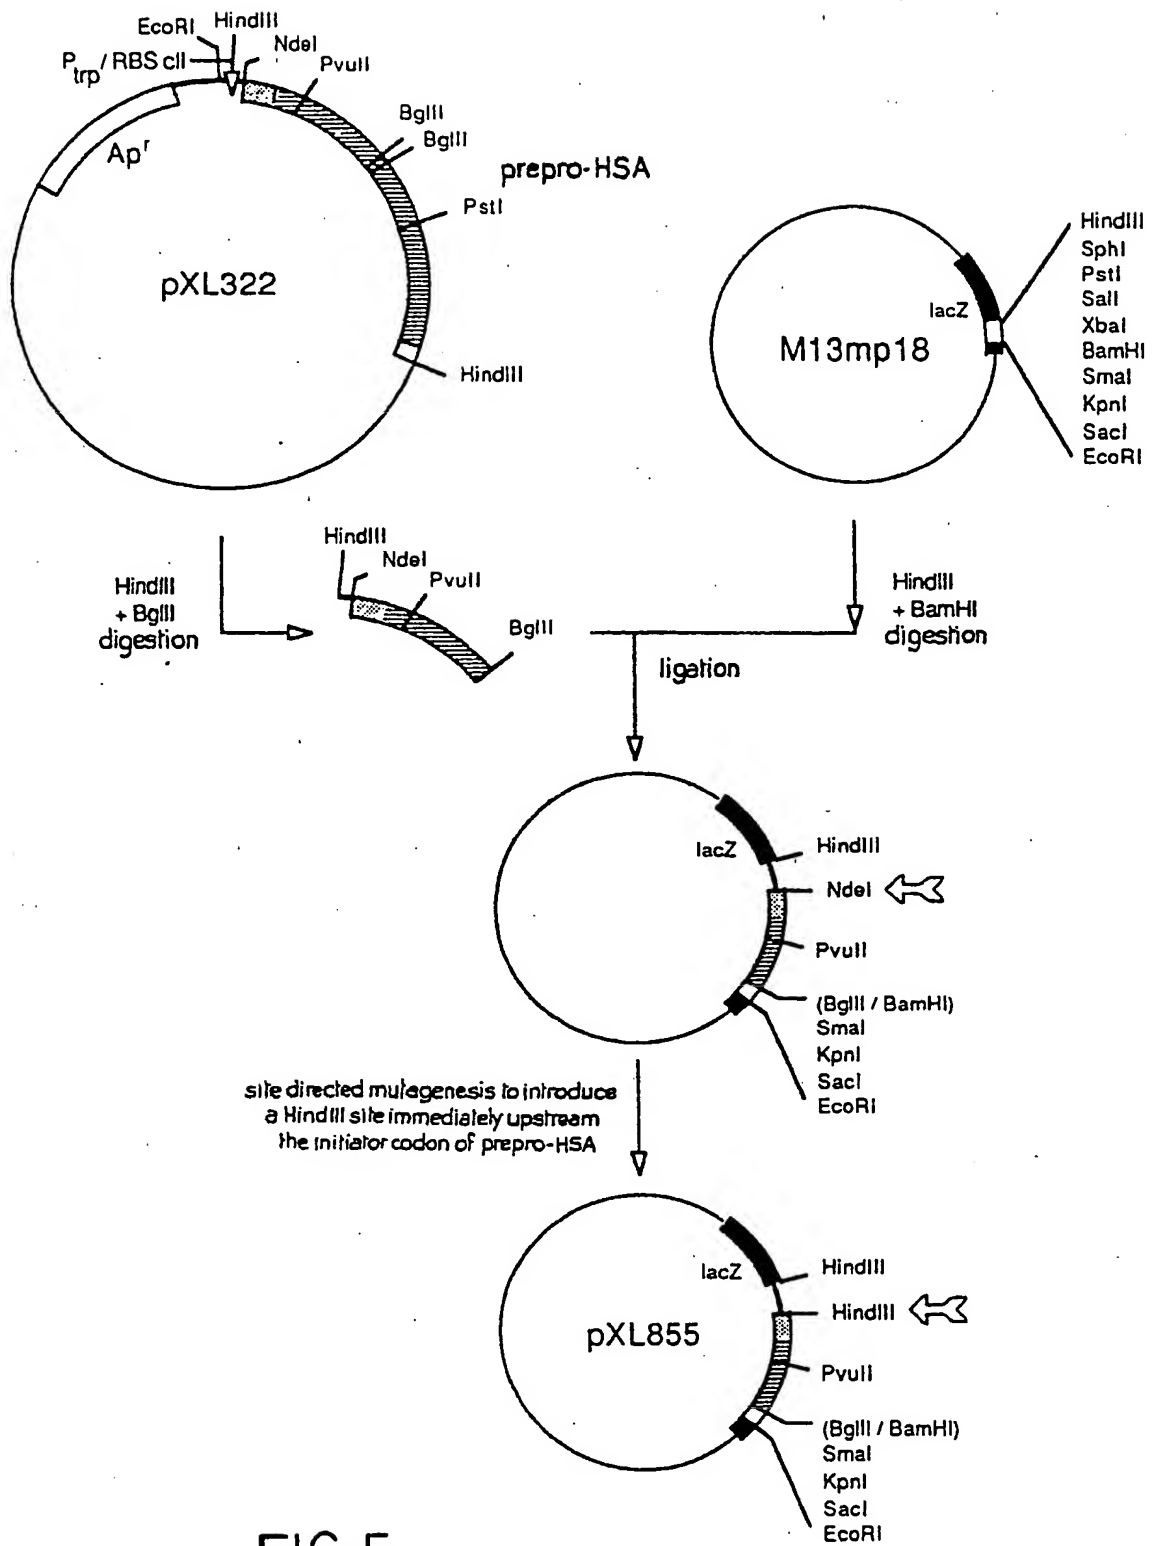 EcoRI
HindIII
NdeI
Ptrp/ RBS cII
PvuII
BglII
BglII
Apr
prepro-HSA
PstI
pXL322
HindIII
lacZ
M13mp18
HindIII
SphI
PstI
SalI
XbaI
BamHI
SmaI
KpnI
SacI
EcoRI
HindIII
+ BglII
digestion
HindIII
NdeI
PvuII
BglII
HindIII
+ BamHI
digestion
ligation
lacZ
HindIII
NdeI
PvuII
(BglII / BamHI)
SmaI
KpnI
SacI
EcoRI
site directed mutagenesis to introduce
a HindIII site immediately upstream
the initiator codon of prepro-HSA
lacZ
HindIII
HindIII
pXL855
PvuII
(BglII / BamHI)
SmaI
KpnI
SacI
EcoRI